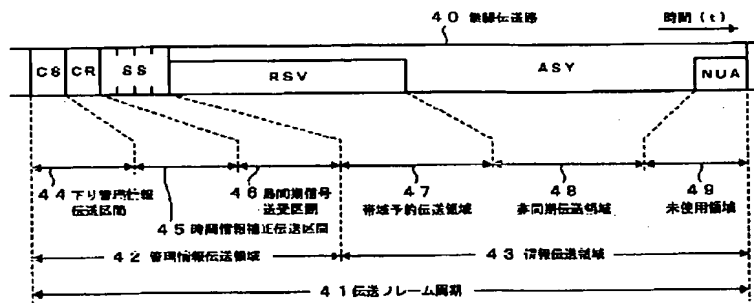 40 無線伝送路
時間 (t)
CS CR SS RSV ASY NUA
44 下り管理情報
伝送区間
45 時間情報補正伝送区間
46 局間期信号
送受区間
47
帯域予約伝送領域
48
非同期伝送領域
49
未使用領域
42 管理情報伝送領域
43 情報伝送領域
41 伝送フレーム周期